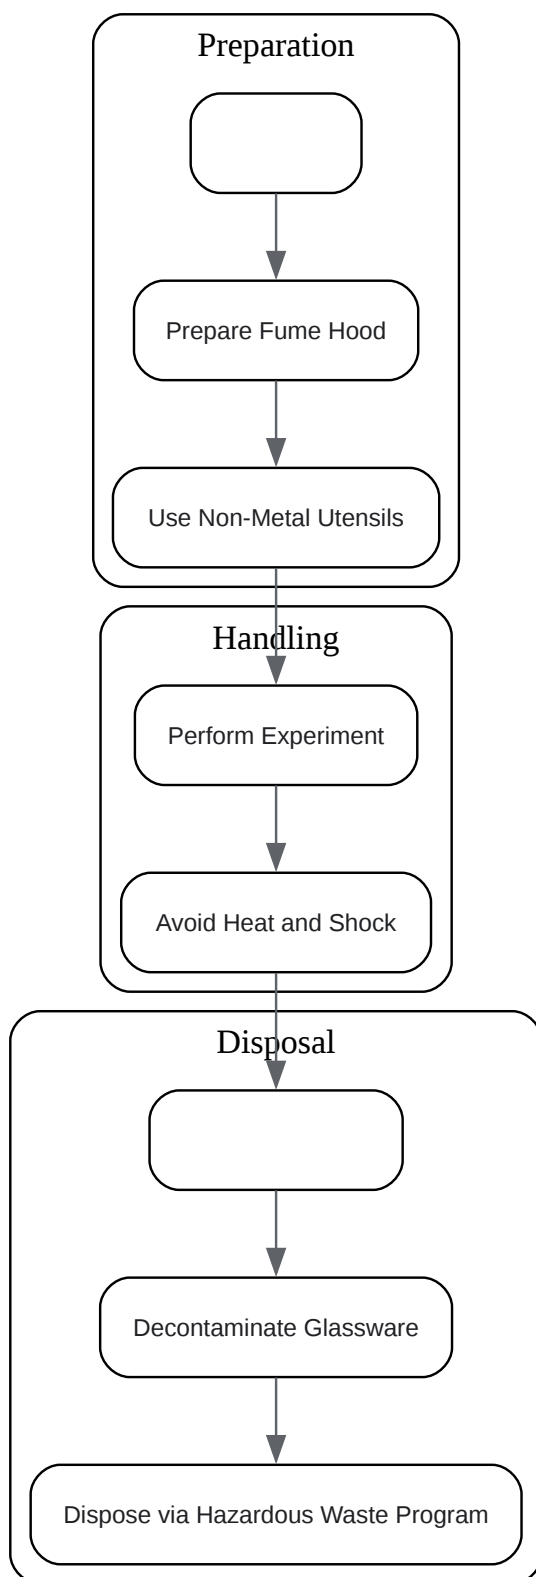 Preparation
Prepare Fume Hood
Use Non-Metal Utensils
Handling
Perform Experiment
Avoid Heat and Shock
Disposal
Decontaminate Glassware
Dispose via Hazardous Waste Program